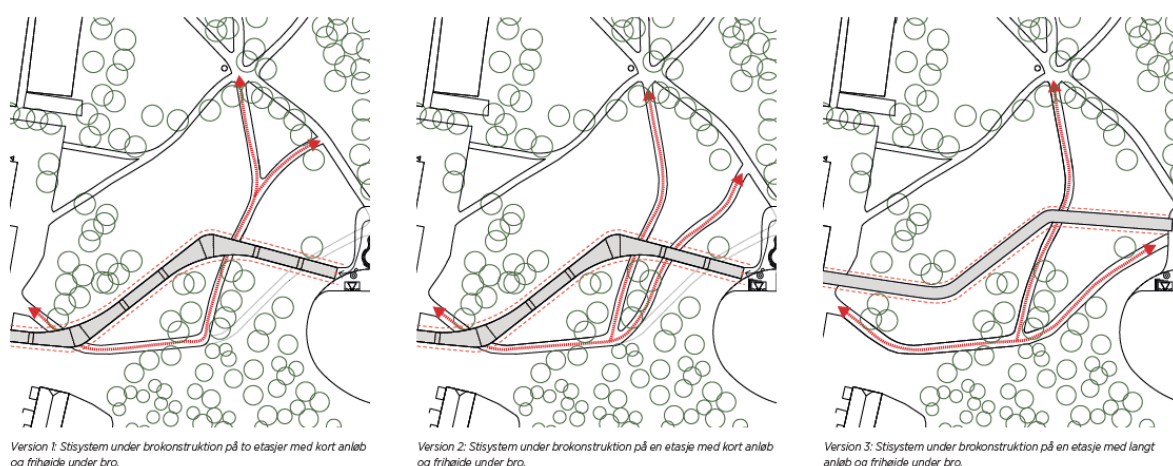 Version 1: Stisystem under brokonstruktion på to etasjer med kort anløb
og frihøjde under bro.
Version 2: Stisystem under brokonstruktion på en etasje med kort anløb
og frihøjde under bro.
Version 3: Stisystem under brokonstruktion på en etasje med langt
anløb og frihøjde under bro.